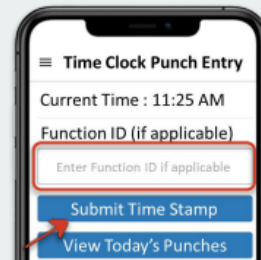 ≡ Time Clock Punch Entry
Current Time : 11:25 AM
Function ID (if applicable)
Enter Function ID if applicable
Submit Time Stamp
View Today's Punches